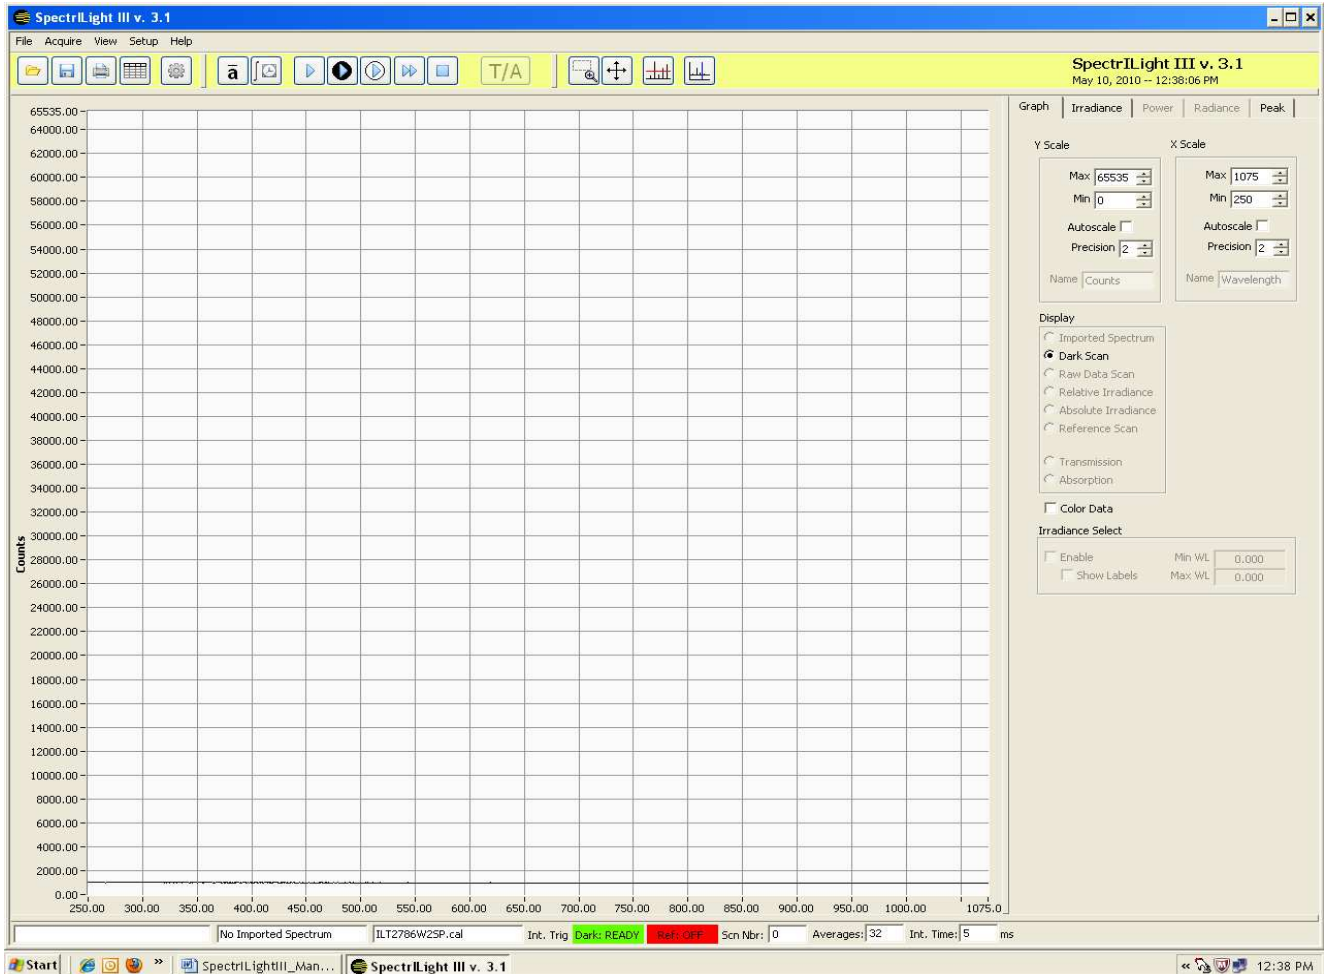 SpectrILight III v. 3.1
File Acquire View Setup Help
ā T/A
SpectrILight III v. 3.1
May 10, 2010 -- 12:38:06 PM
Graph Irradiance Power Radiance Peak
Y Scale X Scale
Max 65535 Max 1075
Min 0 Min 250
Autoscale Autoscale
Precision 2 Precision 2
Name Counts Name Wavelength
Display
Imported Spectrum
Dark Scan
Raw Data Scan
Relative Irradiance
Absolute Irradiance
Reference Scan
Transmission
Absorption
Color Data
Irradiance Select
Enable Min WL 0.000
Show Labels Max WL 0.000
65535.00
64000.00
62000.00
60000.00
58000.00
56000.00
54000.00
52000.00
50000.00
48000.00
46000.00
44000.00
42000.00
40000.00
38000.00
36000.00
34000.00
32000.00
30000.00
28000.00
26000.00
24000.00
22000.00
20000.00
18000.00
16000.00
14000.00
12000.00
10000.00
8000.00
6000.00
4000.00
2000.00
0.00
Counts
250.00 300.00 350.00 400.00 450.00 500.00 550.00 600.00 650.00 700.00 750.00 800.00 850.00 900.00 950.00 1000.00 1075.0
No Imported Spectrum ILT2786W2SP.cal Int. Trig Dark: READY Ref: OFF Scn Nbr: 0 Averages: 32 Int. Time: 5 ms
Start » SpectrILightIII_Man... SpectrILight III v. 3.1 « 12:38 PM